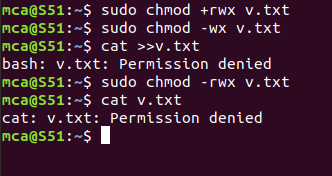 mca@S51:~$ sudo chmod +rwx v.txt
mca@S51:~$ sudo chmod -wx v.txt
mca@S51:~$ cat >>v.txt
bash: v.txt: Permission denied
mca@S51:~$ sudo chmod -rwx v.txt
mca@S51:~$ cat v.txt
cat: v.txt: Permission denied
mca@S51:~$